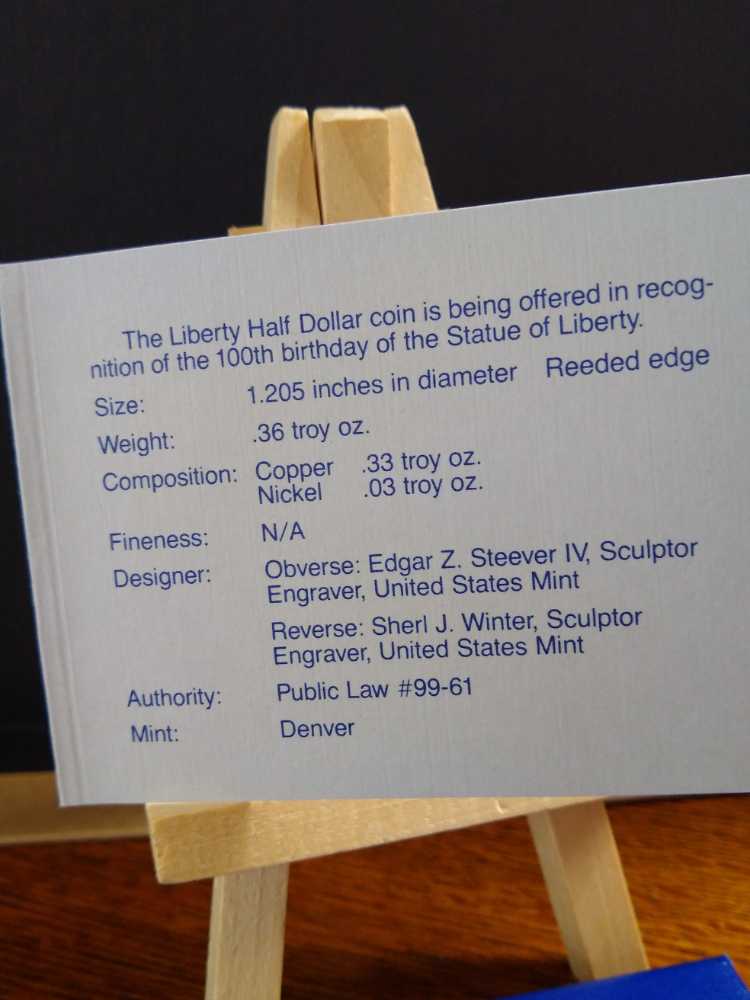 The Liberty Half Dollar coin is being offered in recog-
nition of the 100th birthday of the Statue of Liberty.
Size: 1.205 inches in diameter Reeded edge
Weight: .36 troy oz.
Composition: Copper .33 troy oz.
Nickel .03 troy oz.
Fineness: N/A
Designer: Obverse: Edgar Z. Steever IV, Sculptor
Engraver, United States Mint
Reverse: Sherl J. Winter, Sculptor
Engraver, United States Mint
Authority: Public Law #99-61
Mint: Denver